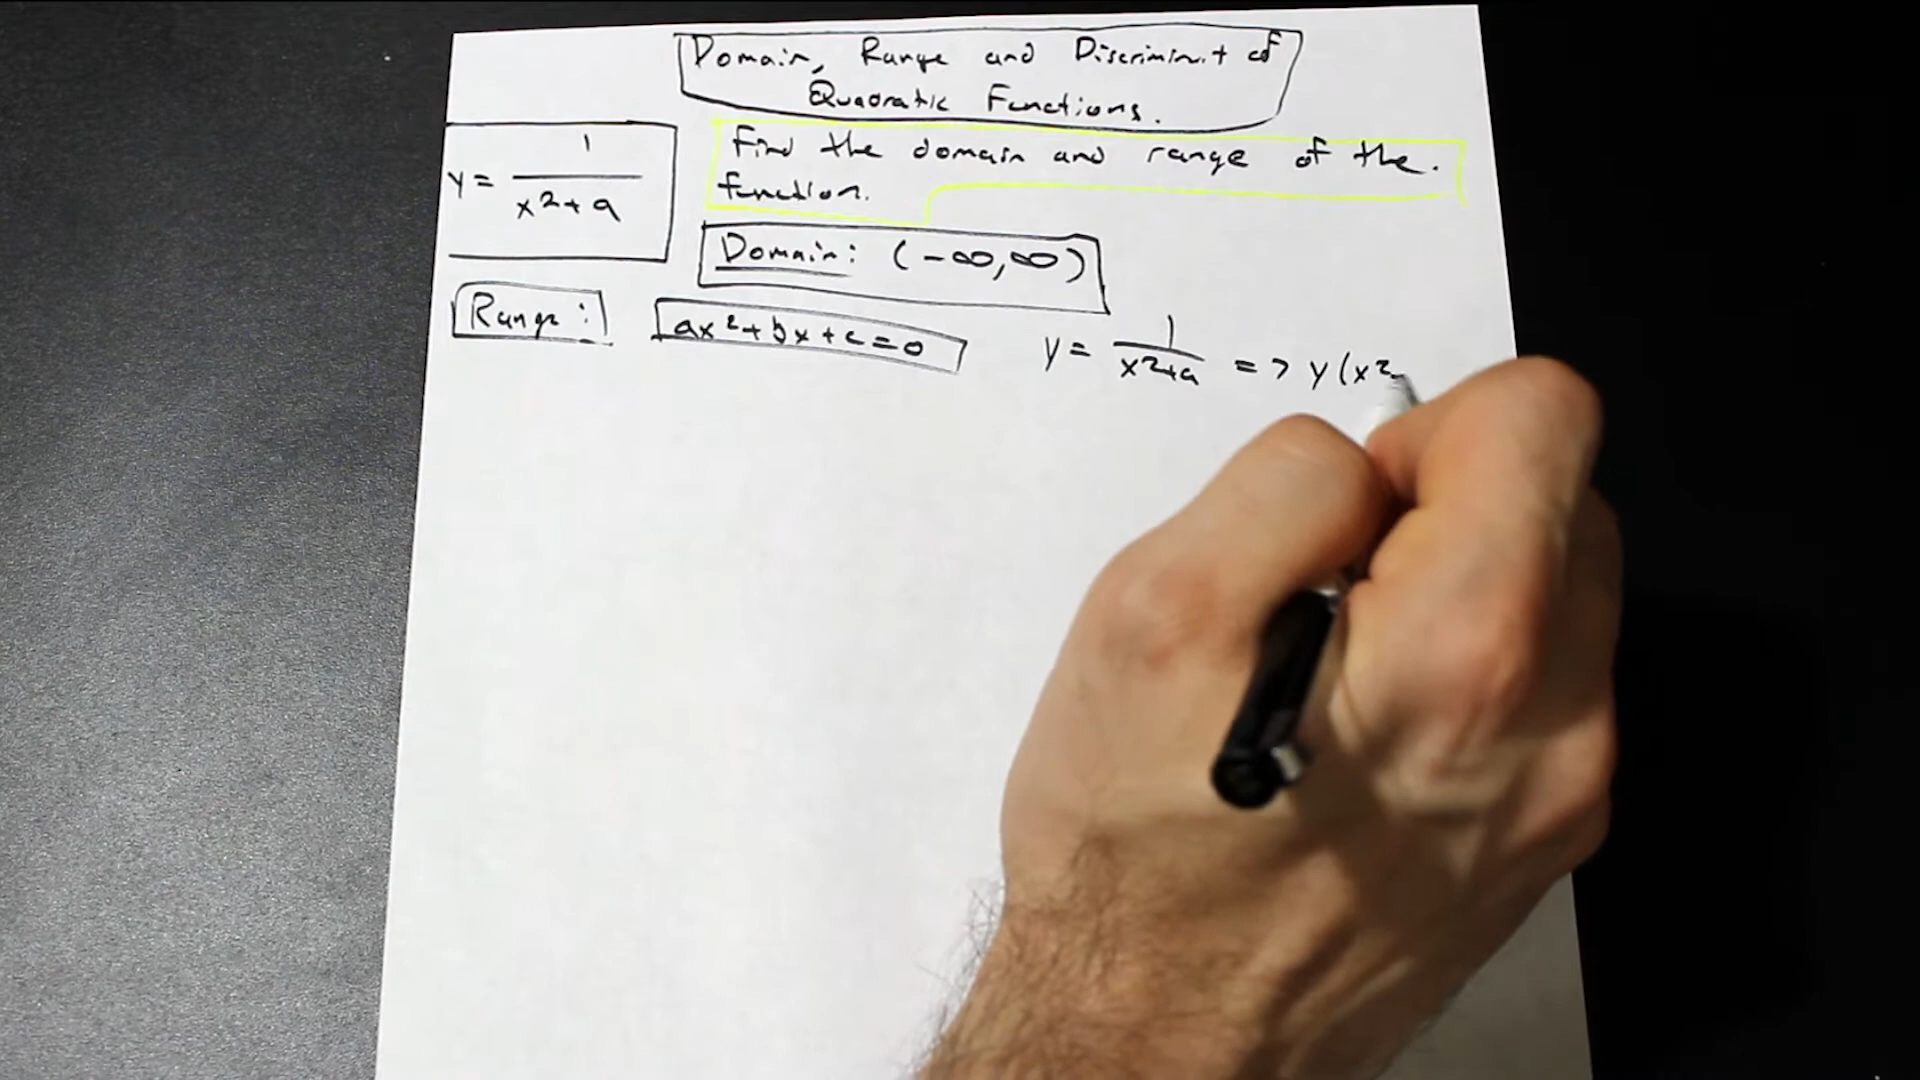 Domain, Range and Discriminant of
Quadratic Functions.
y = 1/(x²+9)
Find the domain and range of the.
function.
Domain: (-∞,∞)
Range: ax²+bx+c=0 y = 1/(x²+9) => y(x²